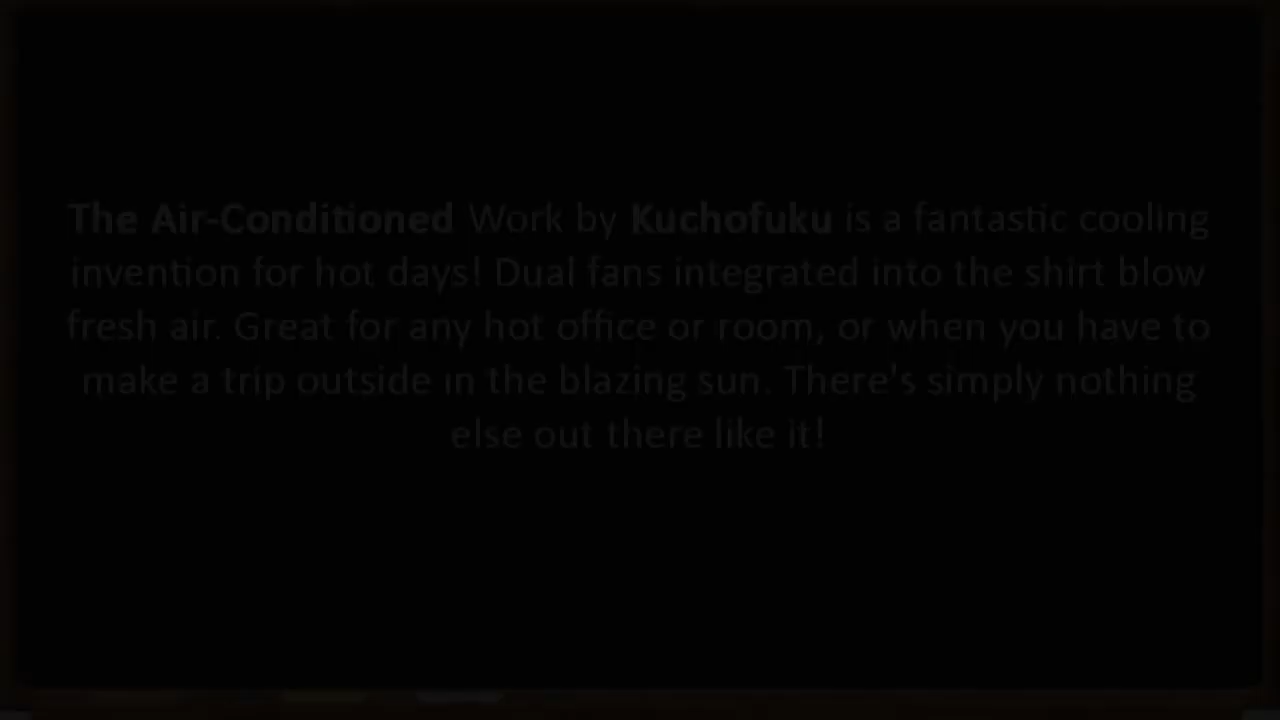 The Air-Conditioned Work by Kuchofuku is a fantastic cooling
invention for hot days! Dual fans integrated into the shirt blow
fresh air. Great for any hot office or room, or when you have to
make a trip outside in the blazing sun. There's simply nothing
else out there like it!